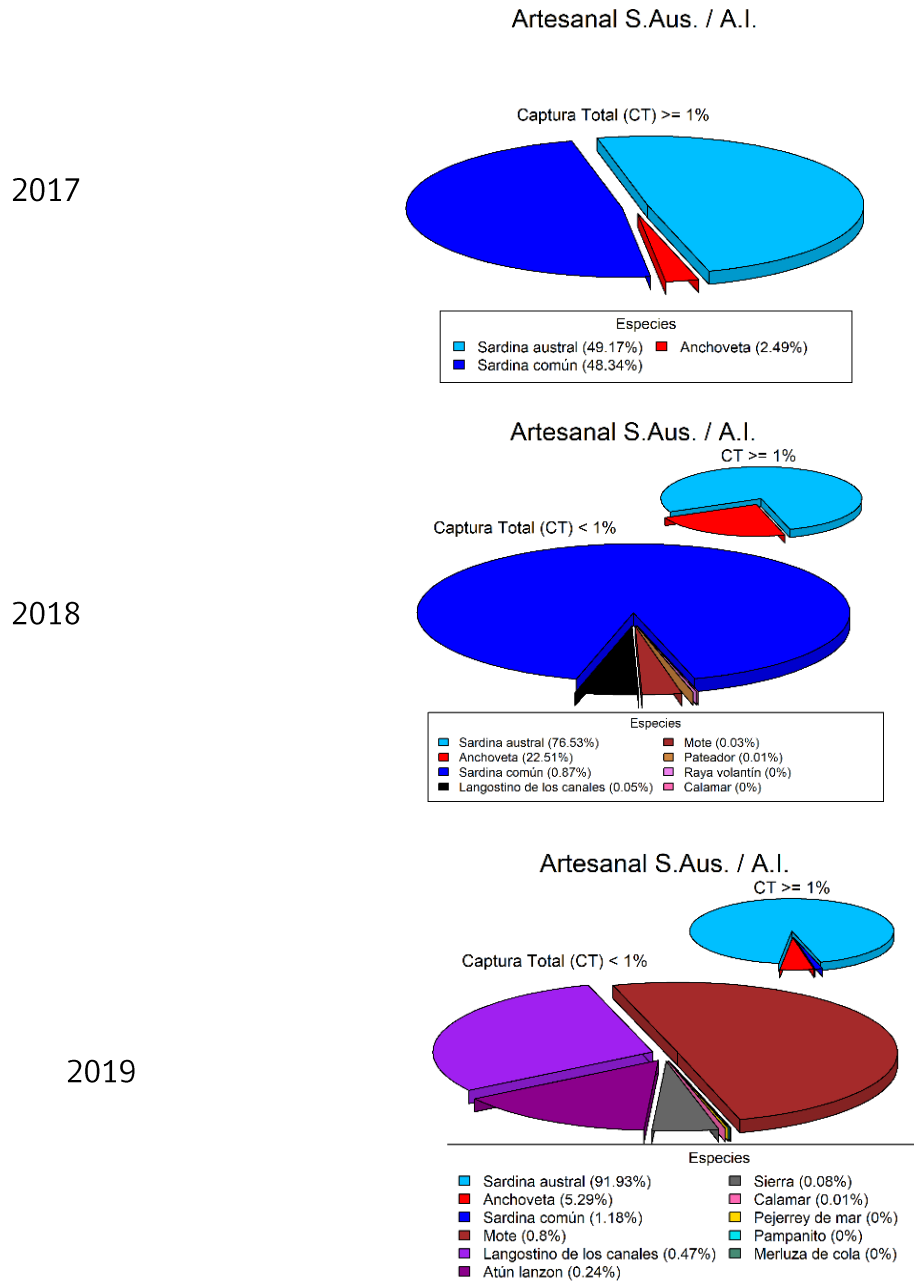 Artesanal S.Aus. / A.I.
Captura Total (CT) >= 1%
2017
Especies
Sardina austral (49.17%) Anchoveta (2.49%)
Sardina común (48.34%)
Artesanal S.Aus. / A.I.
CT >= 1%
Captura Total (CT) < 1%
2018
Especies
Sardina austral (76.53%) Mote (0.03%)
Anchoveta (22.51%) Pateador (0.01%)
Sardina común (0.87%) Raya volantín (0%)
Langostino de los canales (0.05%) Calamar (0%)
Artesanal S.Aus. / A.I.
CT >= 1%
Captura Total (CT) < 1%
2019
Especies
Sardina austral (91.93%) Sierra (0.08%)
Anchoveta (5.29%) Calamar (0.01%)
Sardina común (1.18%) Pejerrey de mar (0%)
Mote (0.8%) Pampanito (0%)
Langostino de los canales (0.47%) Merluza de cola (0%)
Atún lanzon (0.24%)